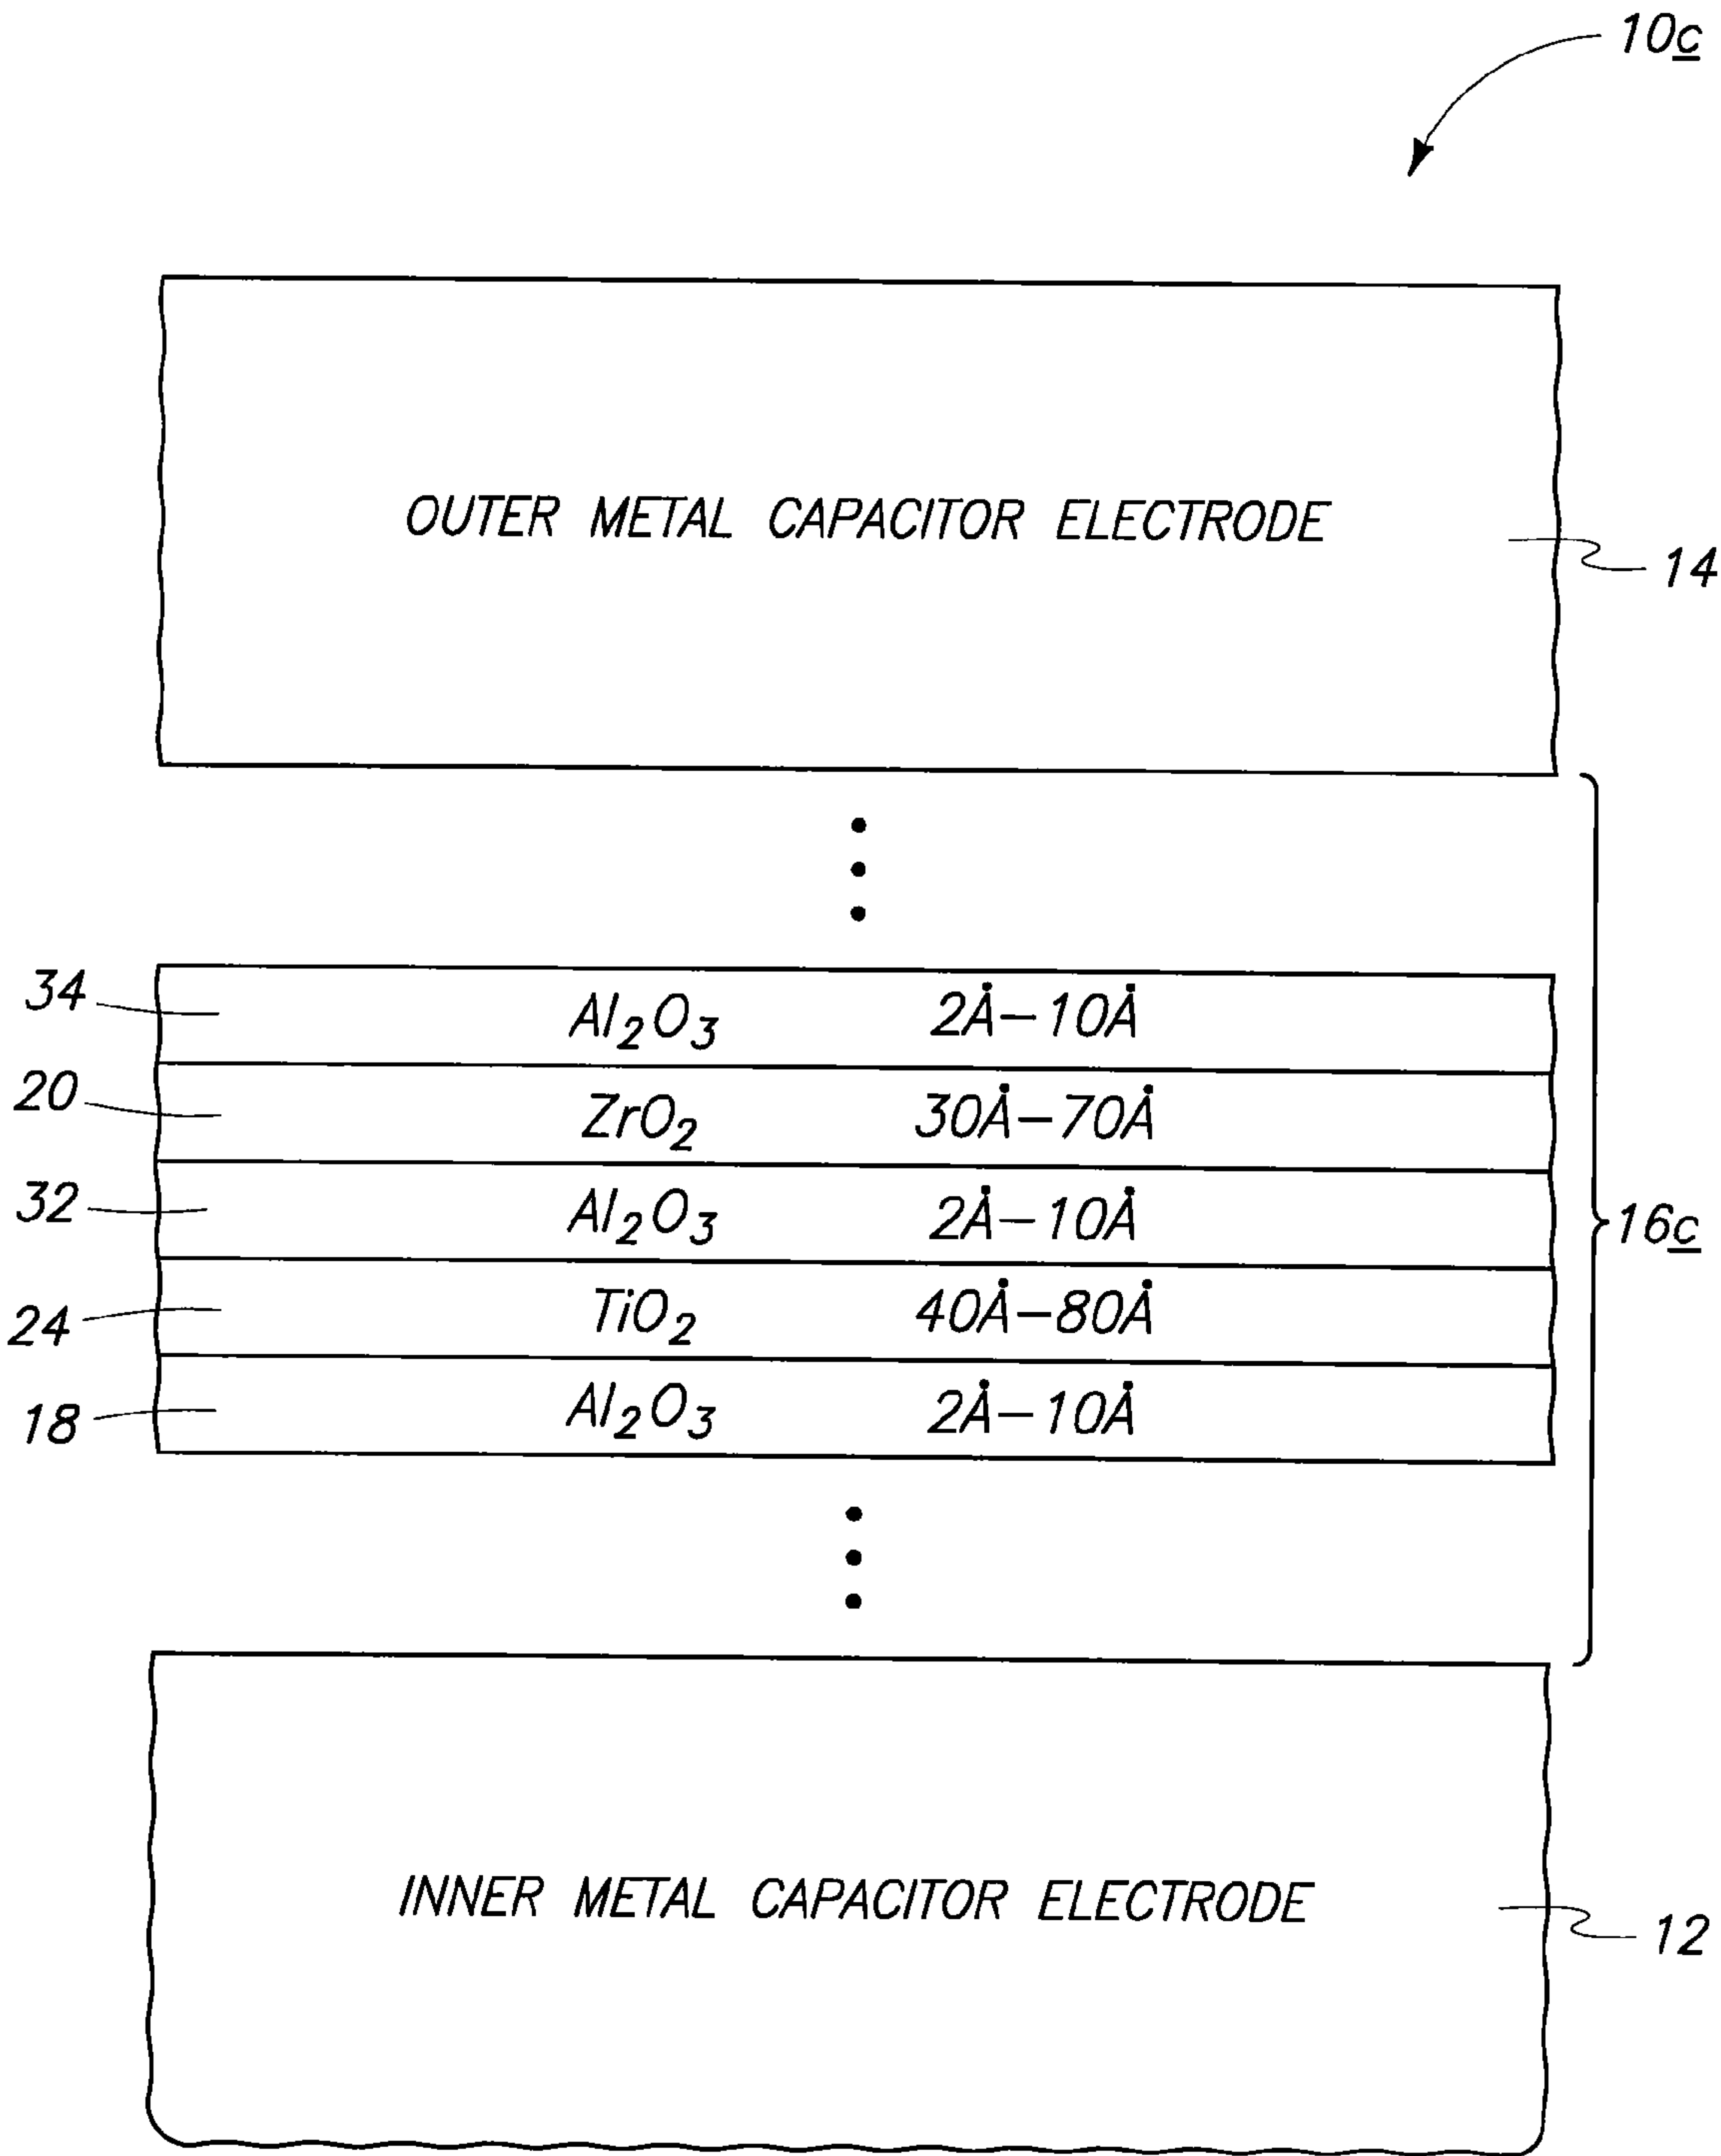 10c
OUTER METAL CAPACITOR ELECTRODE
14
34 Al₂O₃ 2Å–10Å
20 ZrO₂ 30Å–70Å
32 Al₂O₃ 2Å–10Å
16c
24 TiO₂ 40Å–80Å
18 Al₂O₃ 2Å–10Å
INNER METAL CAPACITOR ELECTRODE
12